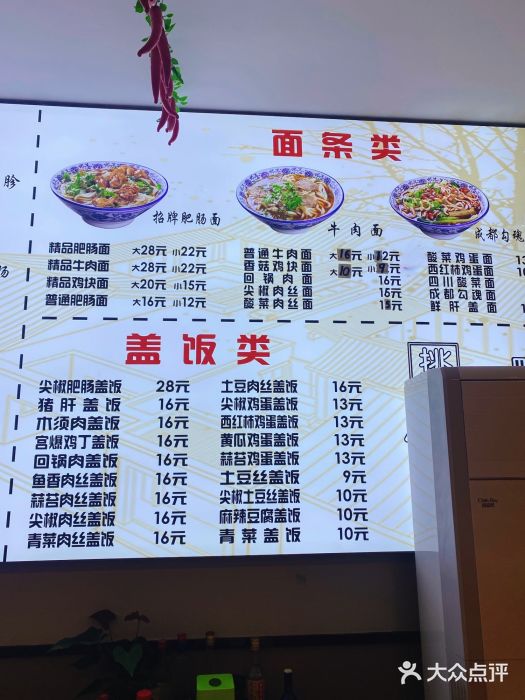 面条类
胗
招牌肥肠面
牛肉面
成都勾魂
精品肥肠面 大28元 小22元
精品牛肉面 大28元 小22元
精品鸡块面 大20元 小15元
普通肥肠面 大16元 小12元
普通牛肉面 大16元 小12元
香菇鸡块面 大10元 小9元
回锅肉面 16元
尖椒肉丝面 16元
酸菜肉丝面
酸菜鸡蛋面 13
西红柿鸡蛋面
四川酸菜面
成都勾魂面
鲜肝盖面
盖饭类
挑
尖椒肥肠盖饭 28元
猪肝盖饭 16元
木须肉盖饭 16元
宫爆鸡丁盖饭 16元
回锅肉盖饭 16元
鱼香肉丝盖饭 16元
蒜苔肉丝盖饭 16元
尖椒肉丝盖饭 16元
青菜肉丝盖饭 16元
土豆肉丝盖饭 16元
尖椒鸡蛋盖饭 13元
西红柿鸡蛋盖饭 13元
黄瓜鸡蛋盖饭 13元
蒜苔鸡蛋盖饭 13元
土豆丝盖饭 9元
尖椒土豆丝盖饭 10元
麻辣豆腐盖饭 10元
青菜盖饭 10元
大众点评